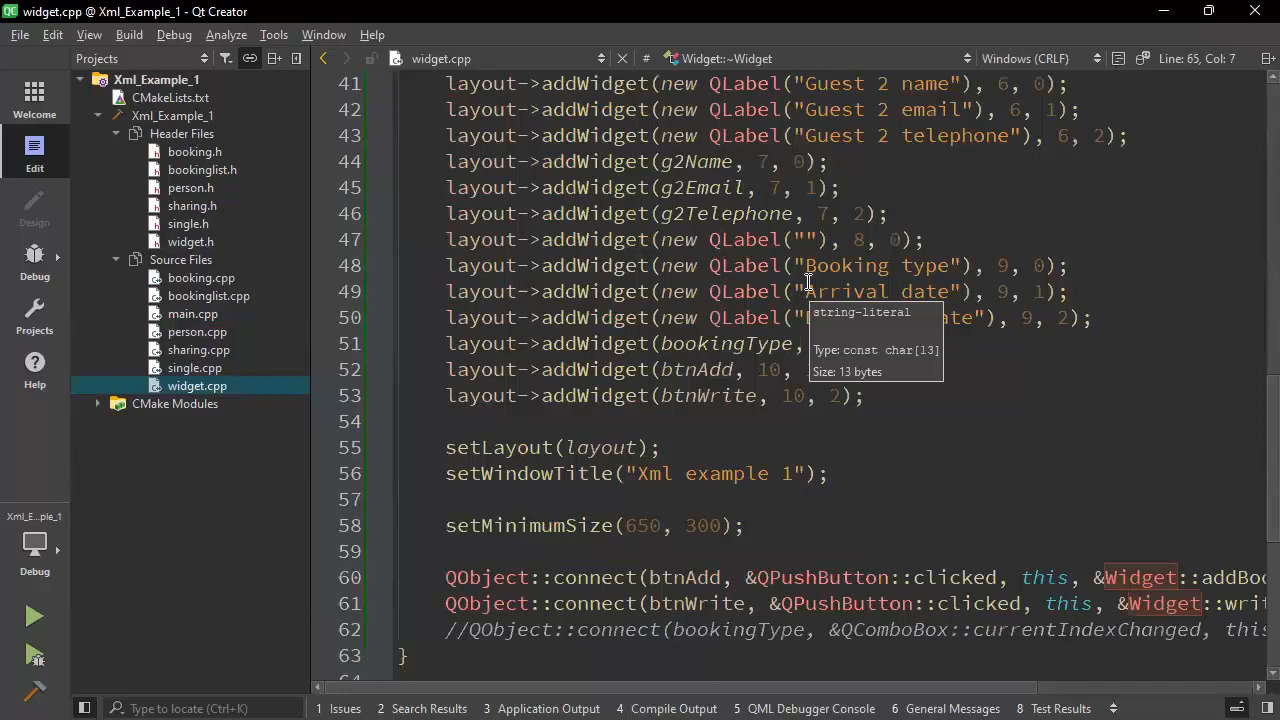 widget.cpp @ Xml_Example_1 - Qt Creator
File Edit View Build Debug Analyze Tools Window Help
Projects widget.cpp # Widget::~Widget Windows (CRLF) Line: 65, Col: 7
Welcome
Edit
Design
Debug
Projects
Help
Xml_E...ple_1
Debug
Xml_Example_1
CMakeLists.txt
Xml_Example_1
Header Files
booking.h
bookinglist.h
person.h
sharing.h
single.h
widget.h
Source Files
booking.cpp
bookinglist.cpp
main.cpp
person.cpp
sharing.cpp
single.cpp
widget.cpp
CMake Modules
41 layout->addWidget(new QLabel("Guest 2 name"), 6, 0);
42 layout->addWidget(new QLabel("Guest 2 email"), 6, 1);
43 layout->addWidget(new QLabel("Guest 2 telephone"), 6, 2);
44 layout->addWidget(g2Name, 7, 0);
45 layout->addWidget(g2Email, 7, 1);
46 layout->addWidget(g2Telephone, 7, 2);
47 layout->addWidget(new QLabel(""), 8, 0);
48 layout->addWidget(new QLabel("Booking type"), 9, 0);
49 layout->addWidget(new QLabel("Arrival date"), 9, 1);
50 layout->addWidget(new QLabel(" ate"), 9, 2);
51 layout->addWidget(bookingType,
52 layout->addWidget(btnAdd, 10,
53 layout->addWidget(btnWrite, 10, 2);
54
55 setLayout(layout);
56 setWindowTitle("Xml example 1");
57
58 setMinimumSize(650, 300);
59
60 QObject::connect(btnAdd, &QPushButton::clicked, this, &Widget::addBo
61 QObject::connect(btnWrite, &QPushButton::clicked, this, &Widget::wri
62 //QObject::connect(bookingType, &QComboBox::currentIndexChanged, this
63 }
string-literal
Type: const char[13]
Size: 13 bytes
Type to locate (Ctrl+K) 1 Issues 2 Search Results 3 Application Output 4 Compile Output 5 QML Debugger Console 6 General Messages 8 Test Results